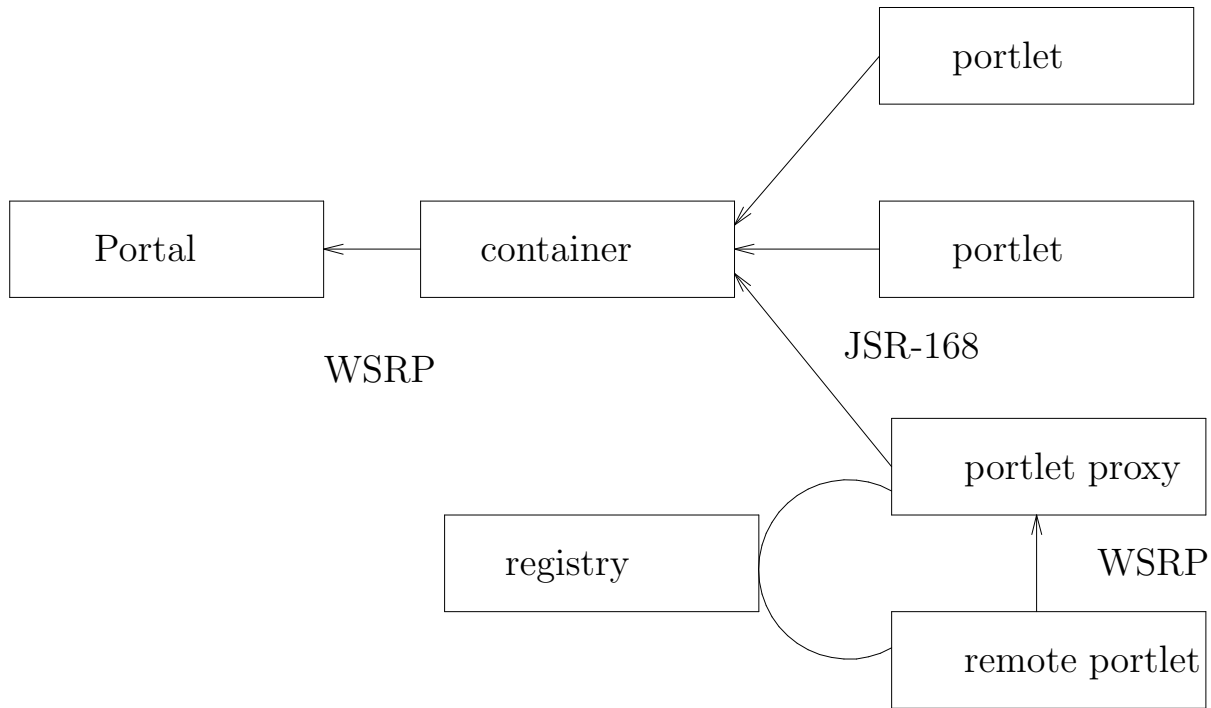 portlet
Portal
container
portlet
JSR-168
WSRP
portlet proxy
registry
WSRP
remote portlet